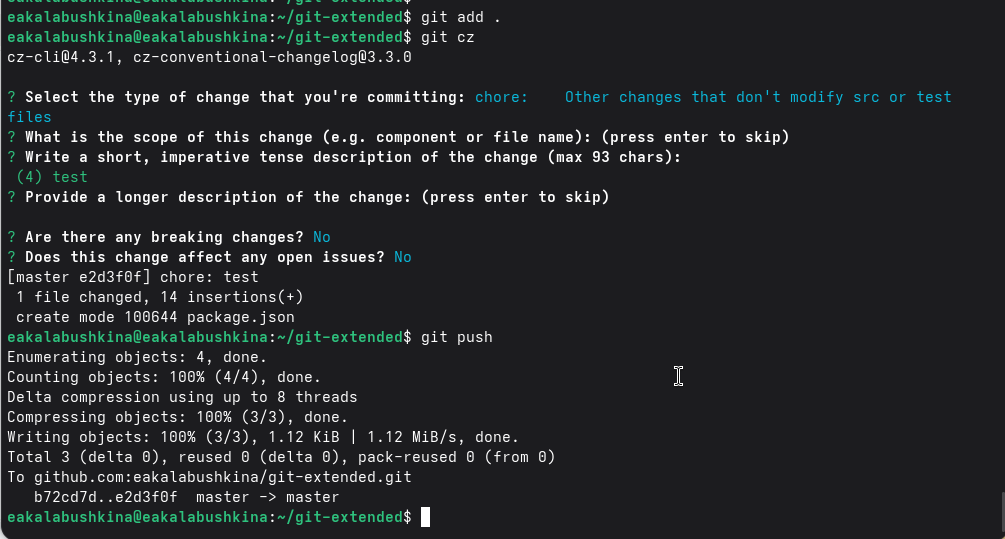 eakalabushkina@eakalabushkina:~/git-extended$ git add .
eakalabushkina@eakalabushkina:~/git-extended$ git cz
cz-cli@4.3.1, cz-conventional-changelog@3.3.0
? Select the type of change that you're committing: chore:    Other changes that don't modify src or test
files
? What is the scope of this change (e.g. component or file name): (press enter to skip)
? Write a short, imperative tense description of the change (max 93 chars):
 (4) test
? Provide a longer description of the change: (press enter to skip)
? Are there any breaking changes? No
? Does this change affect any open issues? No
[master e2d3f0f] chore: test
 1 file changed, 14 insertions(+)
 create mode 100644 package.json
eakalabushkina@eakalabushkina:~/git-extended$ git push
Enumerating objects: 4, done.
Counting objects: 100% (4/4), done.
Delta compression using up to 8 threads
Compressing objects: 100% (3/3), done.
Writing objects: 100% (3/3), 1.12 KiB | 1.12 MiB/s, done.
Total 3 (delta 0), reused 0 (delta 0), pack-reused 0 (from 0)
To github.com:eakalabushkina/git-extended.git
   b72cd7d..e2d3f0f  master -> master
eakalabushkina@eakalabushkina:~/git-extended$